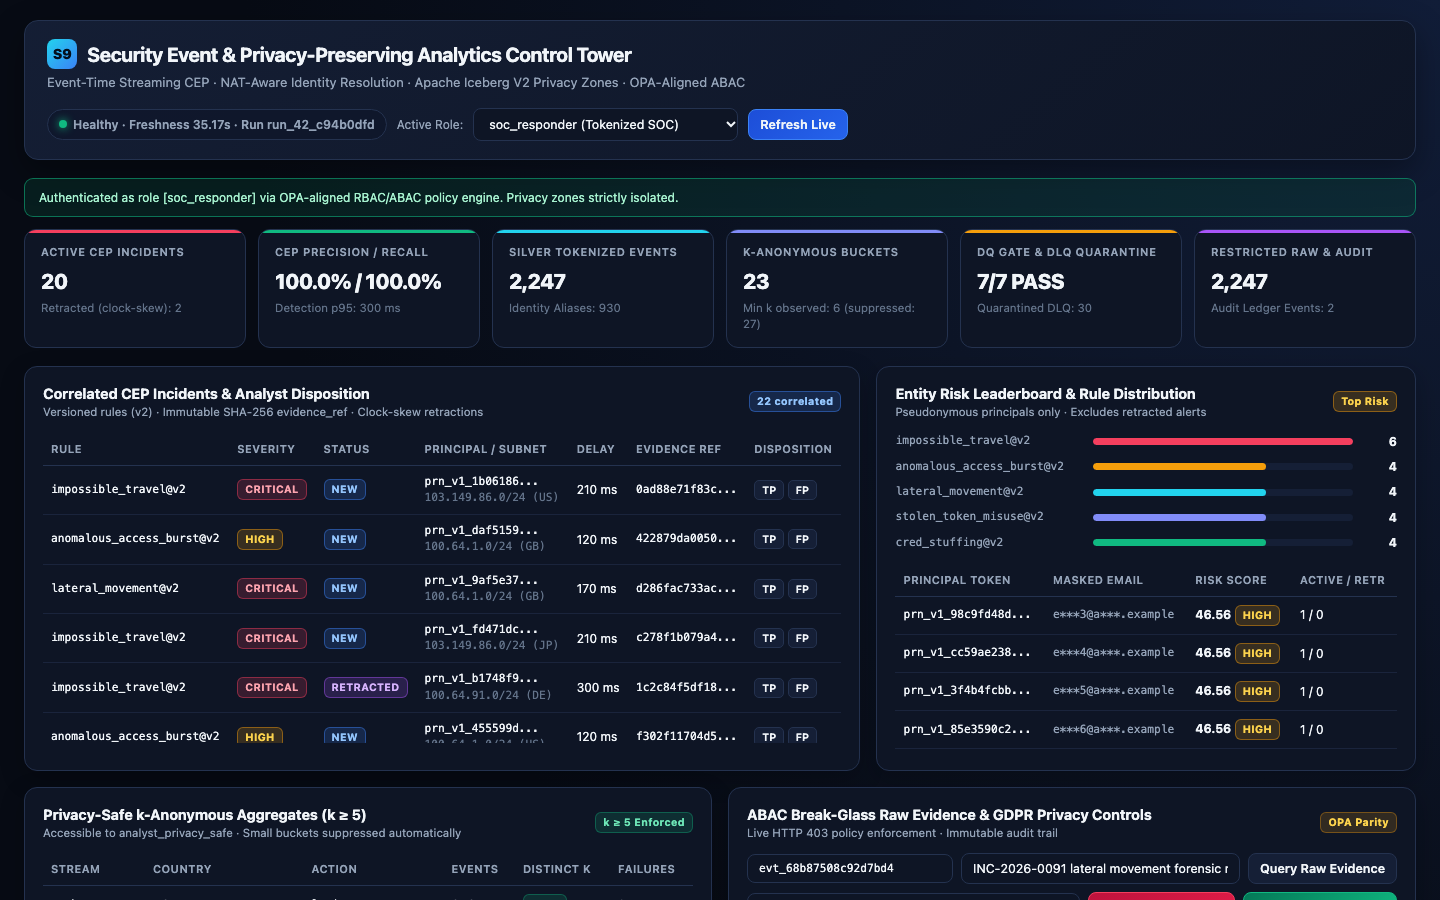 S9 Security Event & Privacy-Preserving Analytics Control Tower
Event-Time Streaming CEP · NAT-Aware Identity Resolution · Apache Iceberg V2 Privacy Zones · OPA-Aligned ABAC
Healthy · Freshness 35.17s · Run run_42_c94b0dfd Active Role: soc_responder (Tokenized SOC) Refresh Live
Authenticated as role [soc_responder] via OPA-aligned RBAC/ABAC policy engine. Privacy zones strictly isolated.
ACTIVE CEP INCIDENTS
20
Retracted (clock-skew): 2
CEP PRECISION / RECALL
100.0% / 100.0%
Detection p95: 300 ms
SILVER TOKENIZED EVENTS
2,247
Identity Aliases: 930
K-ANONYMOUS BUCKETS
23
Min k observed: 6 (suppressed:
27)
DQ GATE & DLQ QUARANTINE
7/7 PASS
Quarantined DLQ: 30
RESTRICTED RAW & AUDIT
2,247
Audit Ledger Events: 2
Correlated CEP Incidents & Analyst Disposition
Versioned rules (v2) · Immutable SHA-256 evidence_ref · Clock-skew retractions
22 correlated
RULE SEVERITY STATUS PRINCIPAL / SUBNET DELAY EVIDENCE REF DISPOSITION
impossible_travel@v2 CRITICAL NEW prn_v1_1b06186... 210 ms 0ad88e71f83c... TP FP
103.149.86.0/24 (US)
anomalous_access_burst@v2 HIGH NEW prn_v1_daf5159... 120 ms 422879da0050... TP FP
100.64.1.0/24 (GB)
lateral_movement@v2 CRITICAL NEW prn_v1_9af5e37... 170 ms d286fac733ac... TP FP
100.64.1.0/24 (GB)
impossible_travel@v2 CRITICAL NEW prn_v1_fd471dc... 210 ms c278f1b079a4... TP FP
103.149.86.0/24 (JP)
impossible_travel@v2 CRITICAL RETRACTED prn_v1_b1748f9... 300 ms 1c2c84f5df18... TP FP
100.64.91.0/24 (DE)
anomalous_access_burst@v2 HIGH NEW prn_v1_455599d... 120 ms f302f11704d5... TP FP
Entity Risk Leaderboard & Rule Distribution
Pseudonymous principals only · Excludes retracted alerts
Top Risk
impossible_travel@v2 6
anomalous_access_burst@v2 4
lateral_movement@v2 4
stolen_token_misuse@v2 4
cred_stuffing@v2 4
PRINCIPAL TOKEN MASKED EMAIL RISK SCORE ACTIVE / RETR
prn_v1_98c9fd48d... e***3@a***.example 46.56 HIGH 1 / 0
prn_v1_cc59ae238... e***4@a***.example 46.56 HIGH 1 / 0
prn_v1_3f4b4fcbb... e***5@a***.example 46.56 HIGH 1 / 0
prn_v1_85e3590c2... e***6@a***.example 46.56 HIGH 1 / 0
Privacy-Safe k-Anonymous Aggregates (k ≥ 5)
Accessible to analyst_privacy_safe · Small buckets suppressed automatically
k ≥ 5 Enforced
STREAM COUNTRY ACTION EVENTS DISTINCT K FAILURES
ABAC Break-Glass Raw Evidence & GDPR Privacy Controls
Live HTTP 403 policy enforcement · Immutable audit trail
OPA Parity
evt_68b87508c92d7bd4 INC-2026-0091 lateral movement forensic Query Raw Evidence